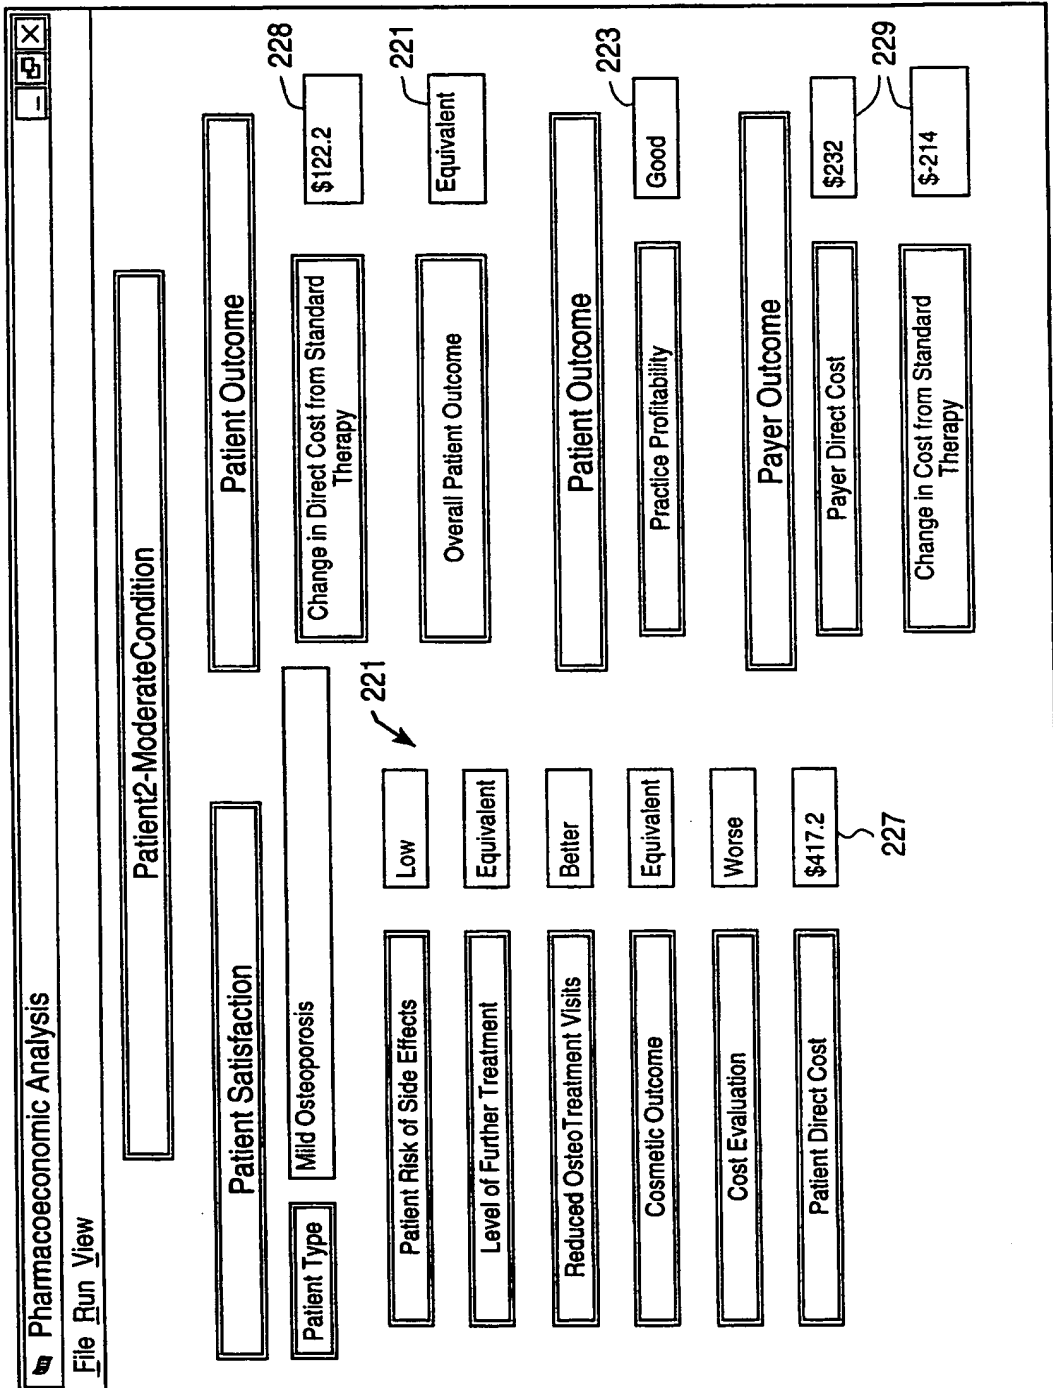 Pharmacoeconomic Analysis
File Run View
Patient2-ModerateCondition
Patient Satisfaction
Patient Type
Mild Osteoporosis
221
Patient Risk of Side Effects
Low
Level of Further Treatment
Equivalent
Reduced OsteoTreatment Visits
Better
Cosmetic Outcome
Equivalent
Cost Evaluation
Worse
Patient Direct Cost
$417.2
227
Patient Outcome
Change in Direct Cost from Standard
Therapy
$122.2
228
Overall Patient Outcome
Equivalent
221
Patient Outcome
Practice Profitability
Good
223
Payer Outcome
Payer Direct Cost
$232
229
Change in Cost from Standard
Therapy
$-214